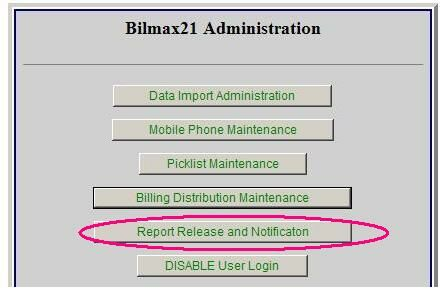 Bilmax21 Administration
Data Import Administration
Mobile Phone Maintenance
Picklist Maintenance
Billing Distribution Maintenance
Report Release and Notificaton
DISABLE User Login